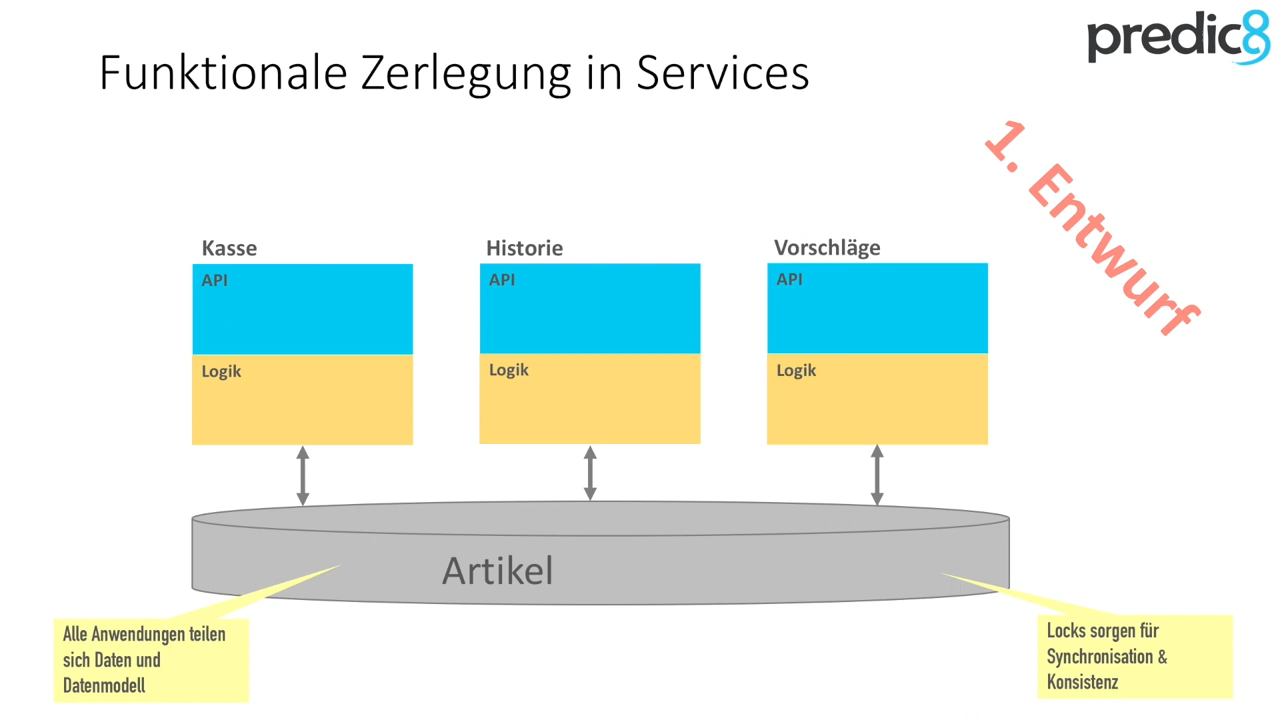 predic8
Funktionale Zerlegung in Services
1. Entwurf
Kasse
API
Logik
Historie
API
Logik
Vorschläge
API
Logik
Artikel
Alle Anwendungen teilen
sich Daten und
Datenmodell
Locks sorgen für
Synchronisation &
Konsistenz